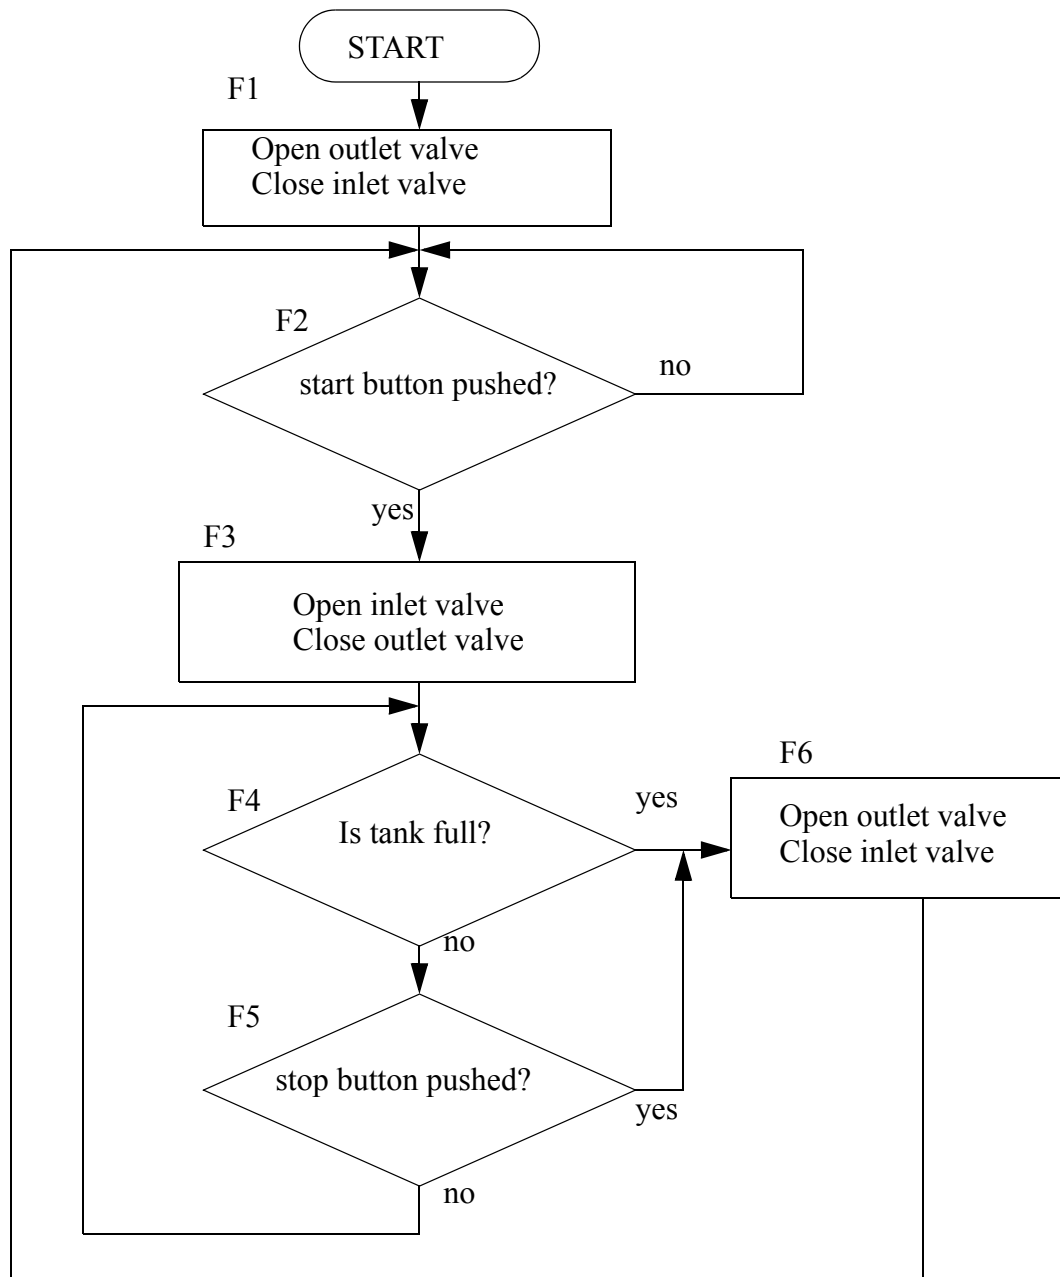 START
F1
Open outlet valve
Close inlet valve
F2
start button pushed?
no
yes
F3
Open inlet valve
Close outlet valve
F4
Is tank full?
yes
F6
Open outlet valve
Close inlet valve
no
F5
stop button pushed?
yes
no